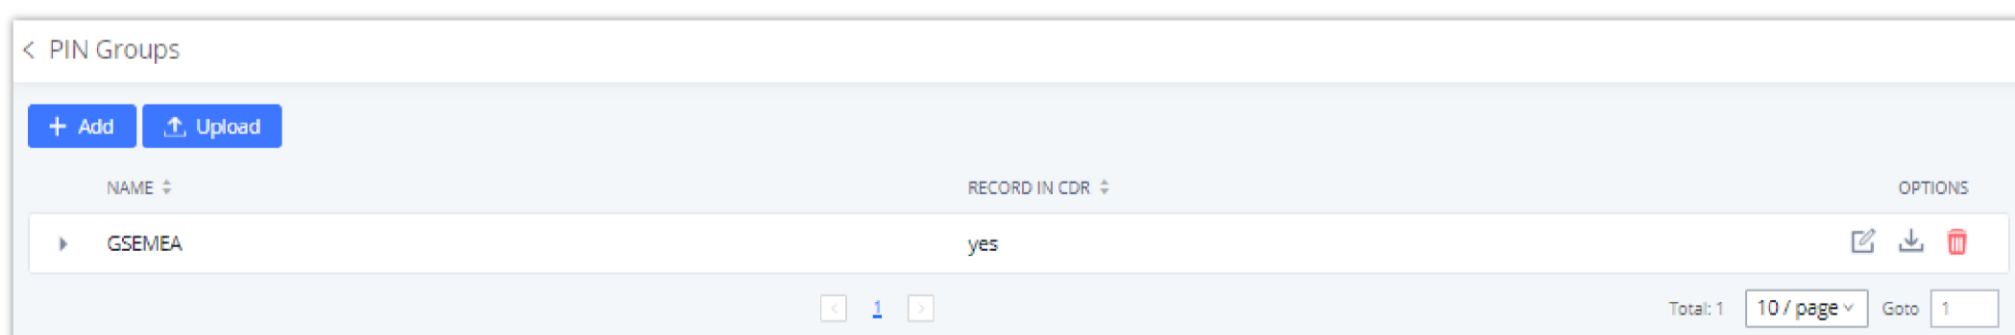 < PIN Groups
+ Add Upload
NAME RECORD IN CDR OPTIONS
GSEMEA yes
< 1 > Total: 1 10 / page Goto 1